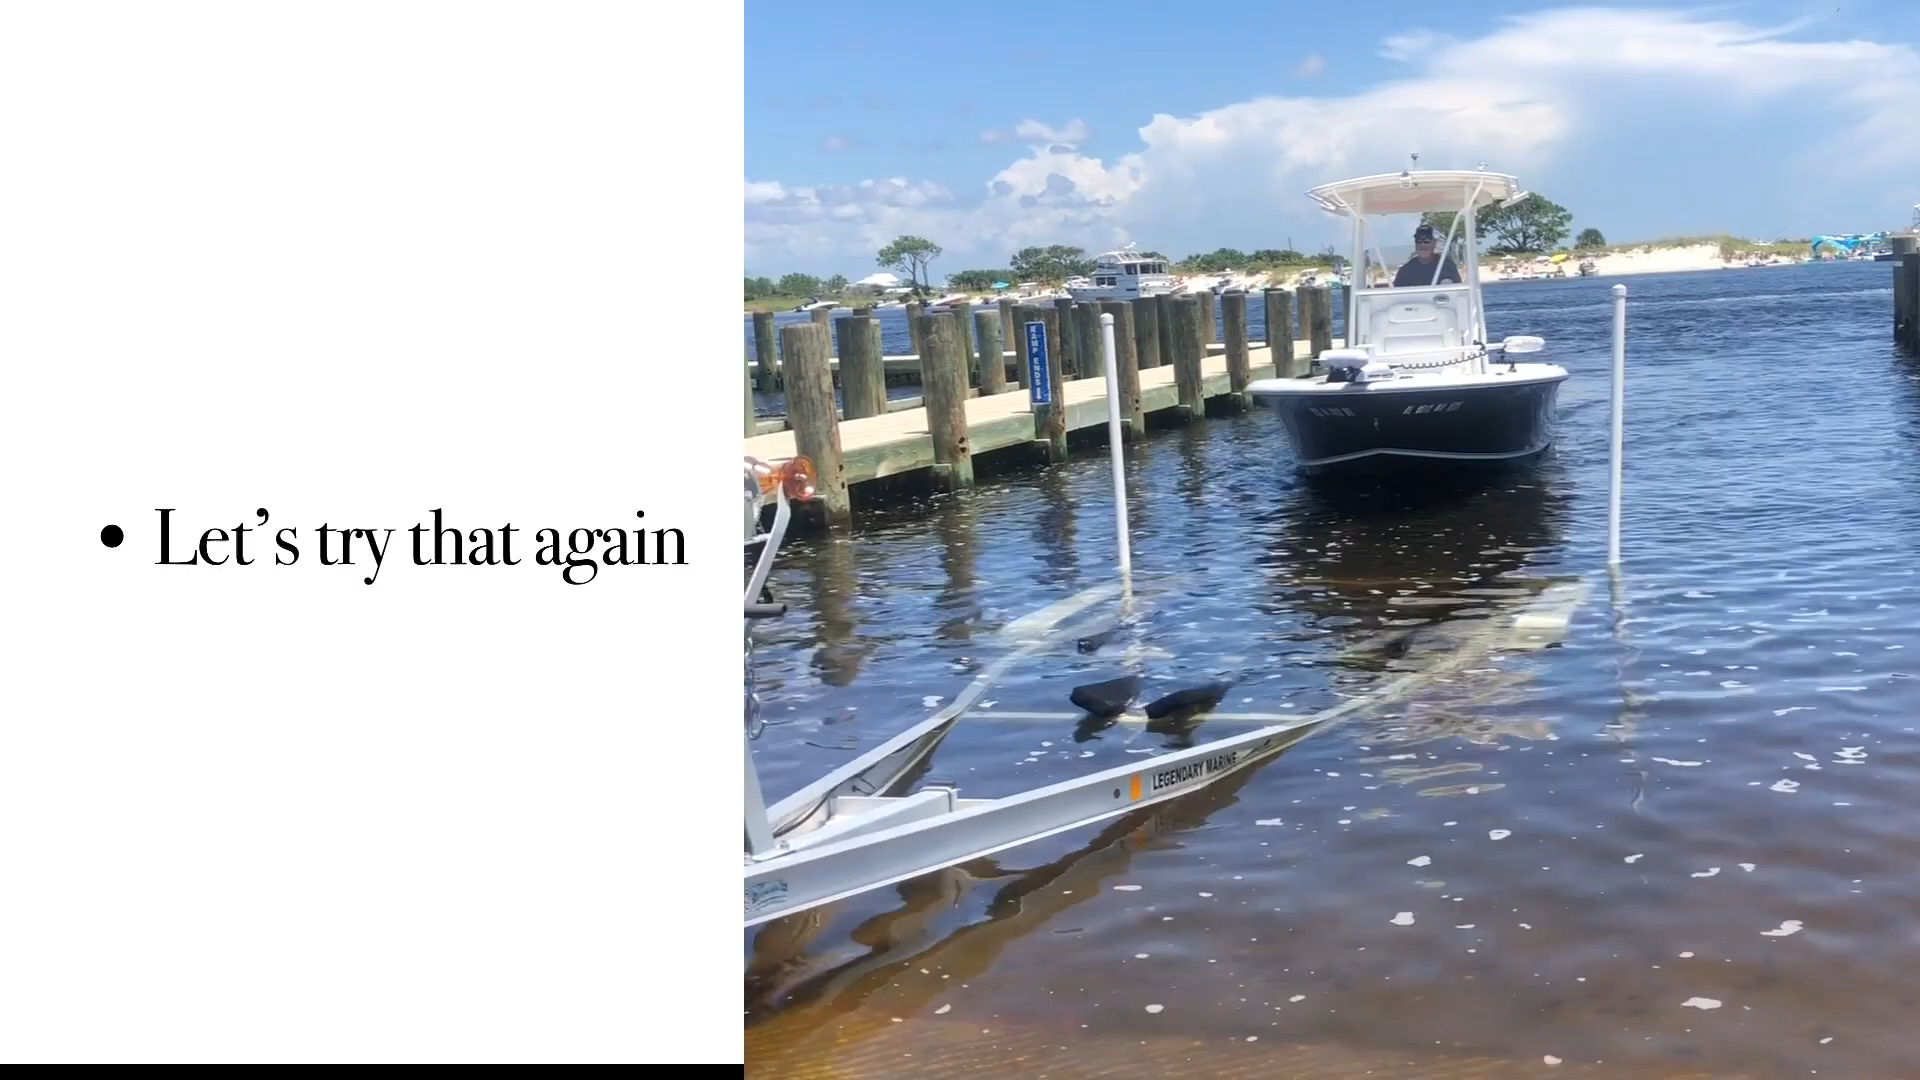 • Let’s try that again
RAMP ENDS
LEGENDARY MARINE